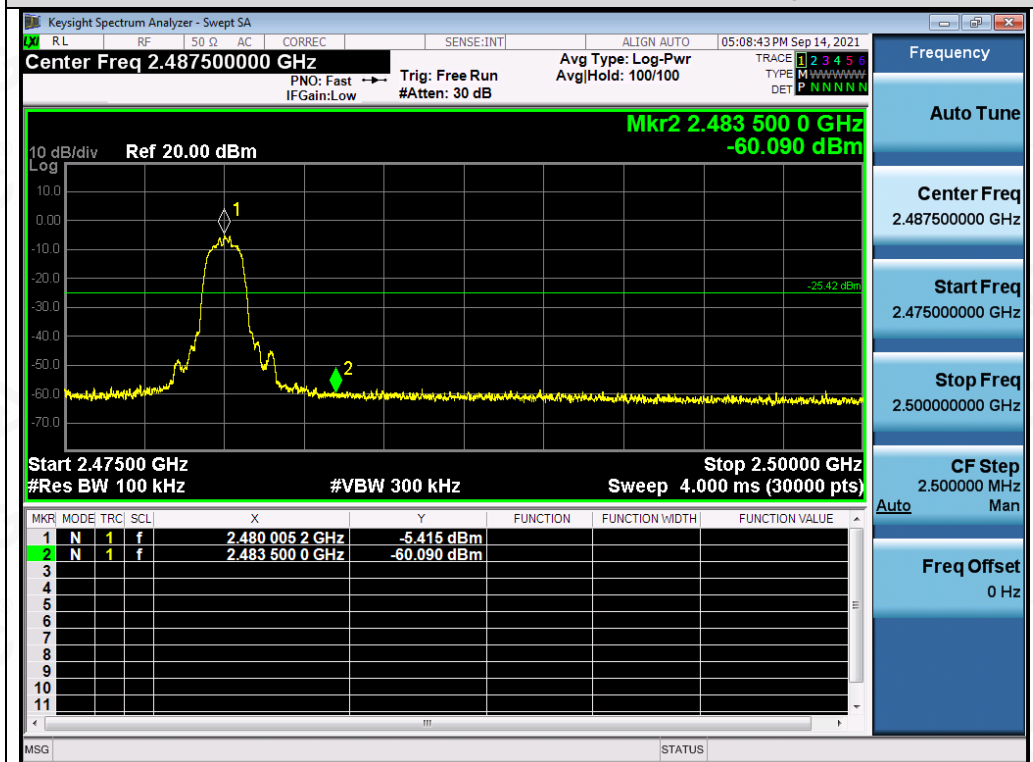 Keysight Spectrum Analyzer - Swept SA
LXI RL RF 50 Ω AC CORREC SENSE:INT ALIGN AUTO 05:08:43 PM Sep 14, 2021
Center Freq 2.487500000 GHz
PNO: Fast
IFGain:Low
Trig: Free Run
#Atten: 30 dB
Avg Type: Log-Pwr
Avg|Hold: 100/100
TRACE 1 2 3 4 5 6
TYPE M WWWWW
DET P N N N N N
Mkr2 2.483 500 0 GHz
-60.090 dBm
10 dB/div Ref 20.00 dBm
Log
10.0
0.00
-10.0
-20.0
-30.0
-40.0
-50.0
-60.0
-70.0
1
2
-25.42 dBm
Start 2.47500 GHz Stop 2.50000 GHz
#Res BW 100 kHz #VBW 300 kHz Sweep 4.000 ms (30000 pts)
MKR MODE TRC SCL X Y FUNCTION FUNCTION WIDTH FUNCTION VALUE
1 N 1 f 2.480 005 2 GHz -5.415 dBm
2 N 1 f 2.483 500 0 GHz -60.090 dBm
3
4
5
6
7
8
9
10
11
MSG STATUS
Frequency
Auto Tune
Center Freq
2.487500000 GHz
Start Freq
2.475000000 GHz
Stop Freq
2.500000000 GHz
CF Step
2.500000 MHz
Auto Man
Freq Offset
0 Hz